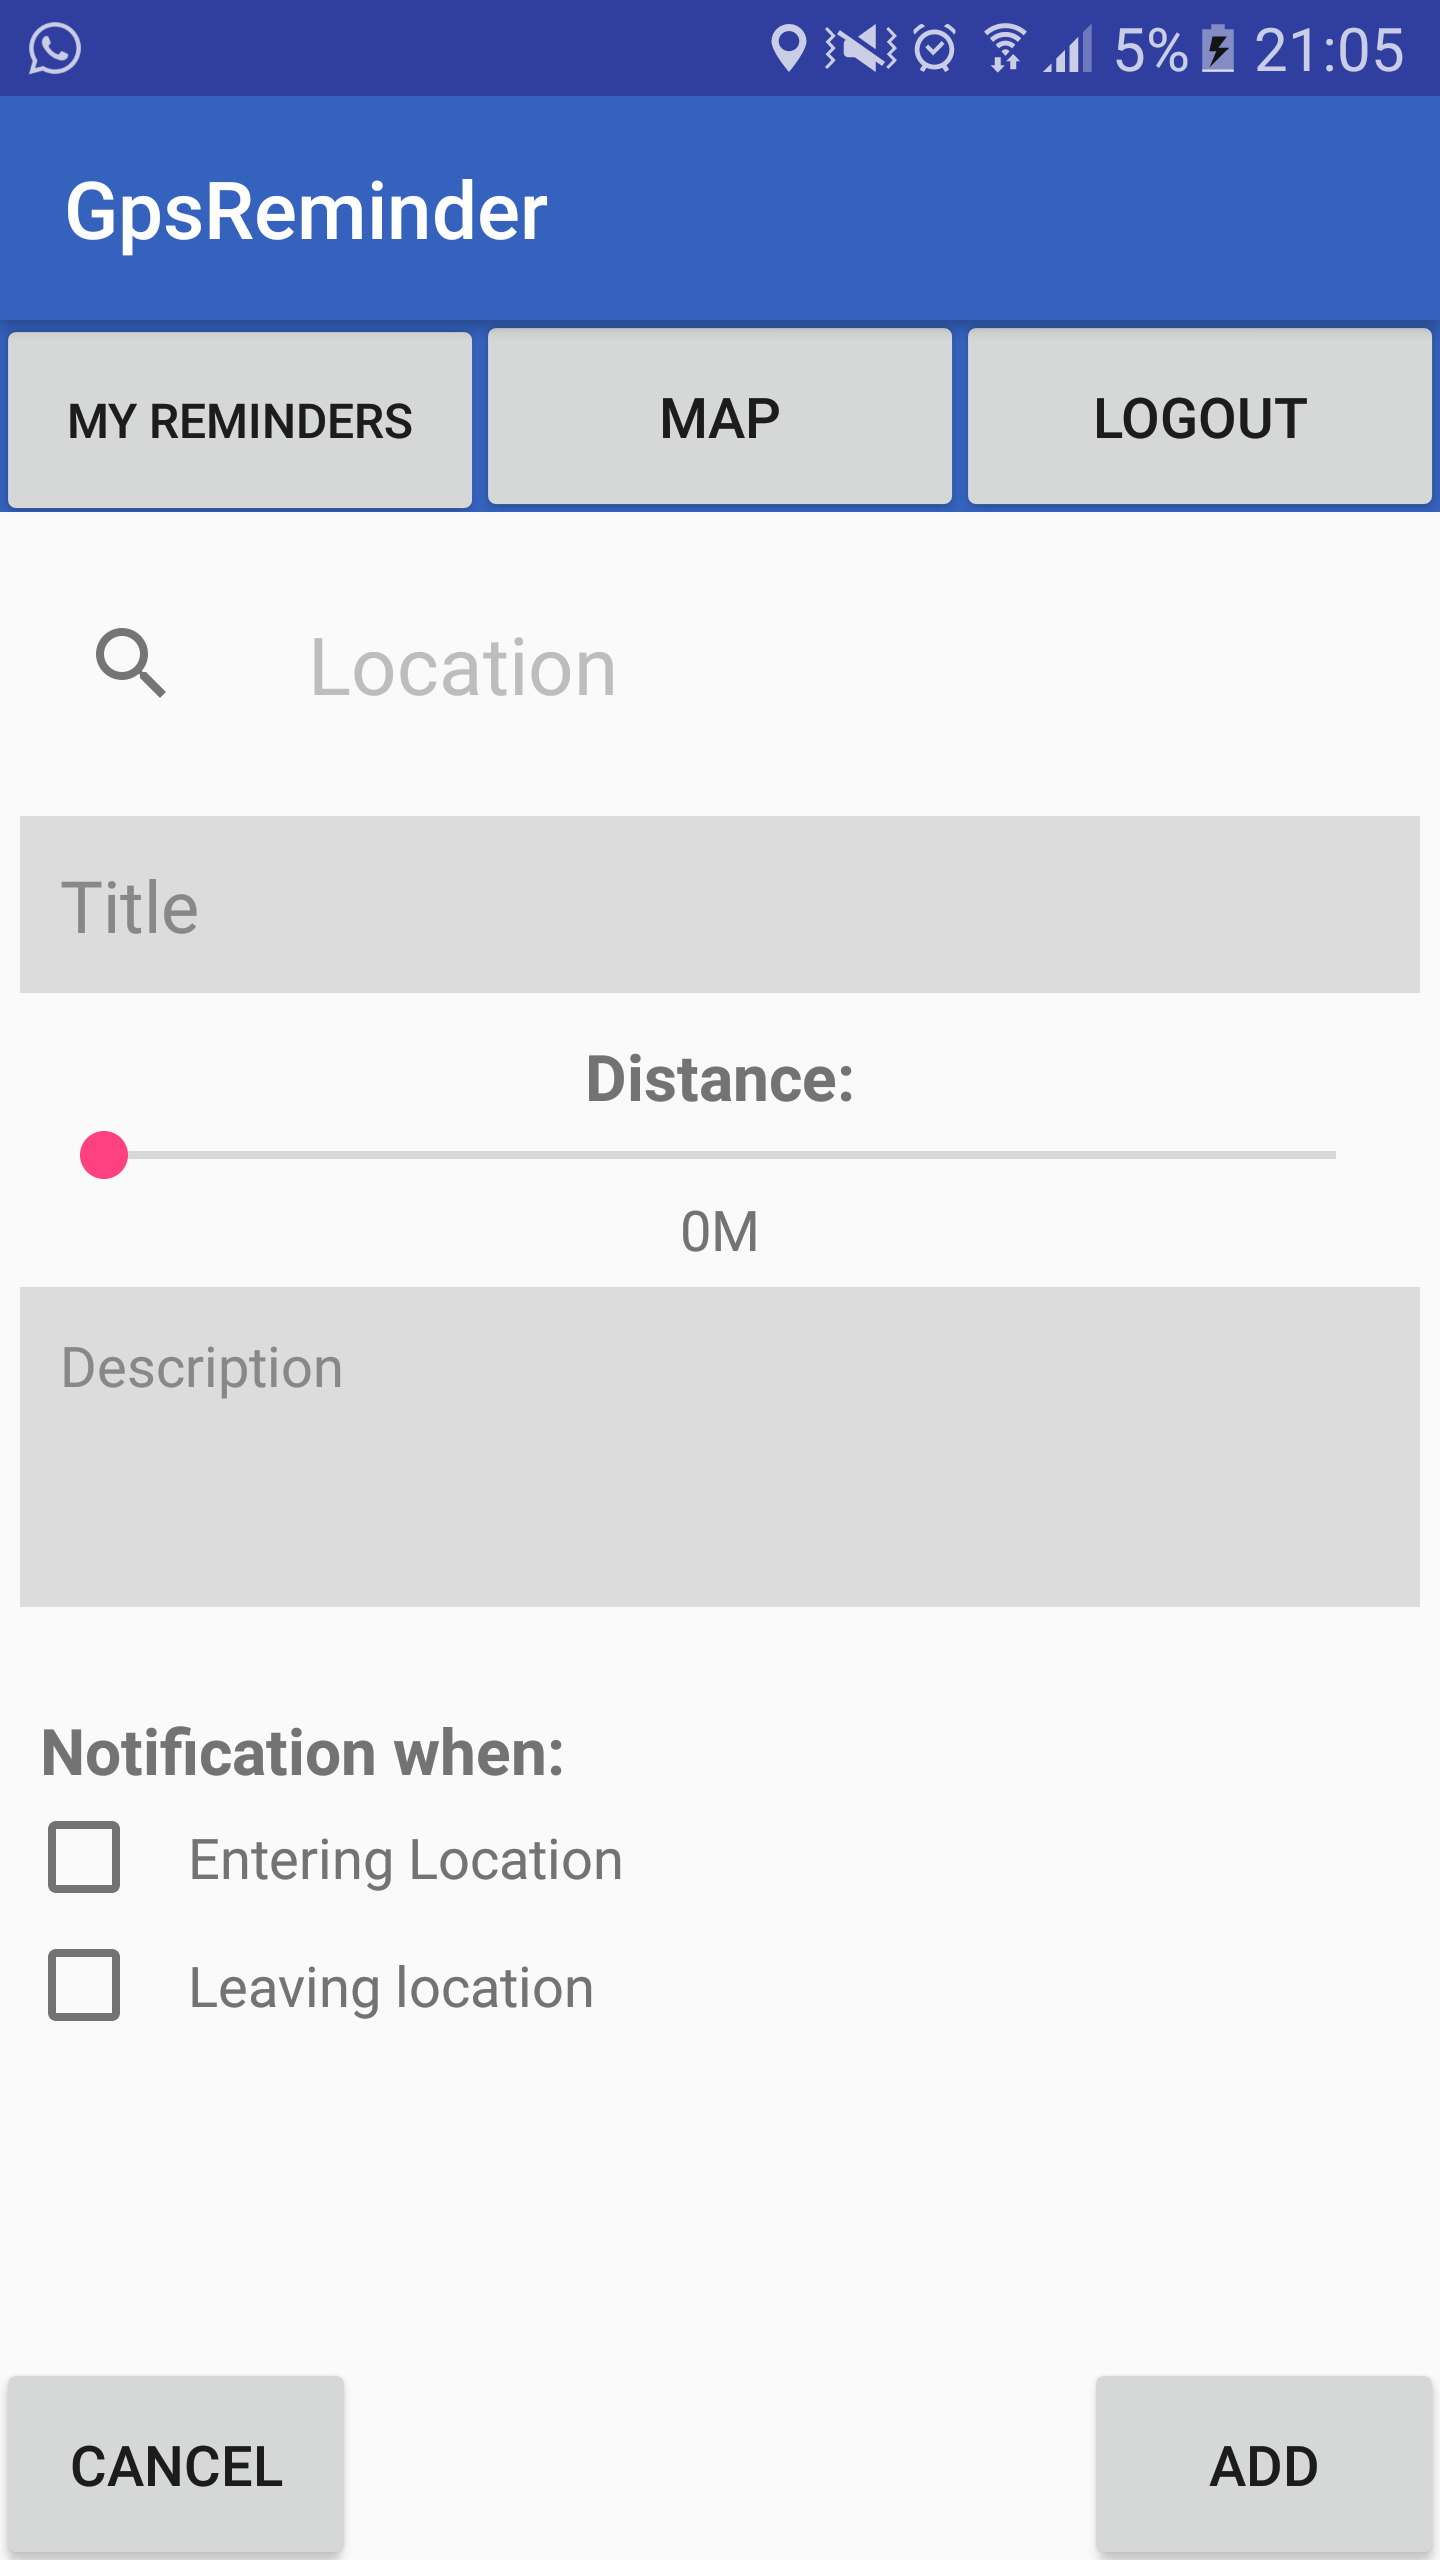 5% 21:05
GpsReminder
MY REMINDERS MAP LOGOUT
Location
Title
Distance:
0M
Description
Notification when:
Entering Location
Leaving location
CANCEL ADD